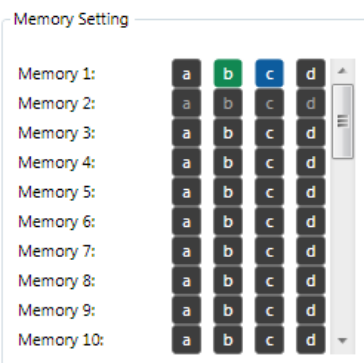 Memory Setting
Memory 1: a b c d
Memory 2: a b c d
Memory 3: a b c d
Memory 4: a b c d
Memory 5: a b c d
Memory 6: a b c d
Memory 7: a b c d
Memory 8: a b c d
Memory 9: a b c d
Memory 10: a b c d